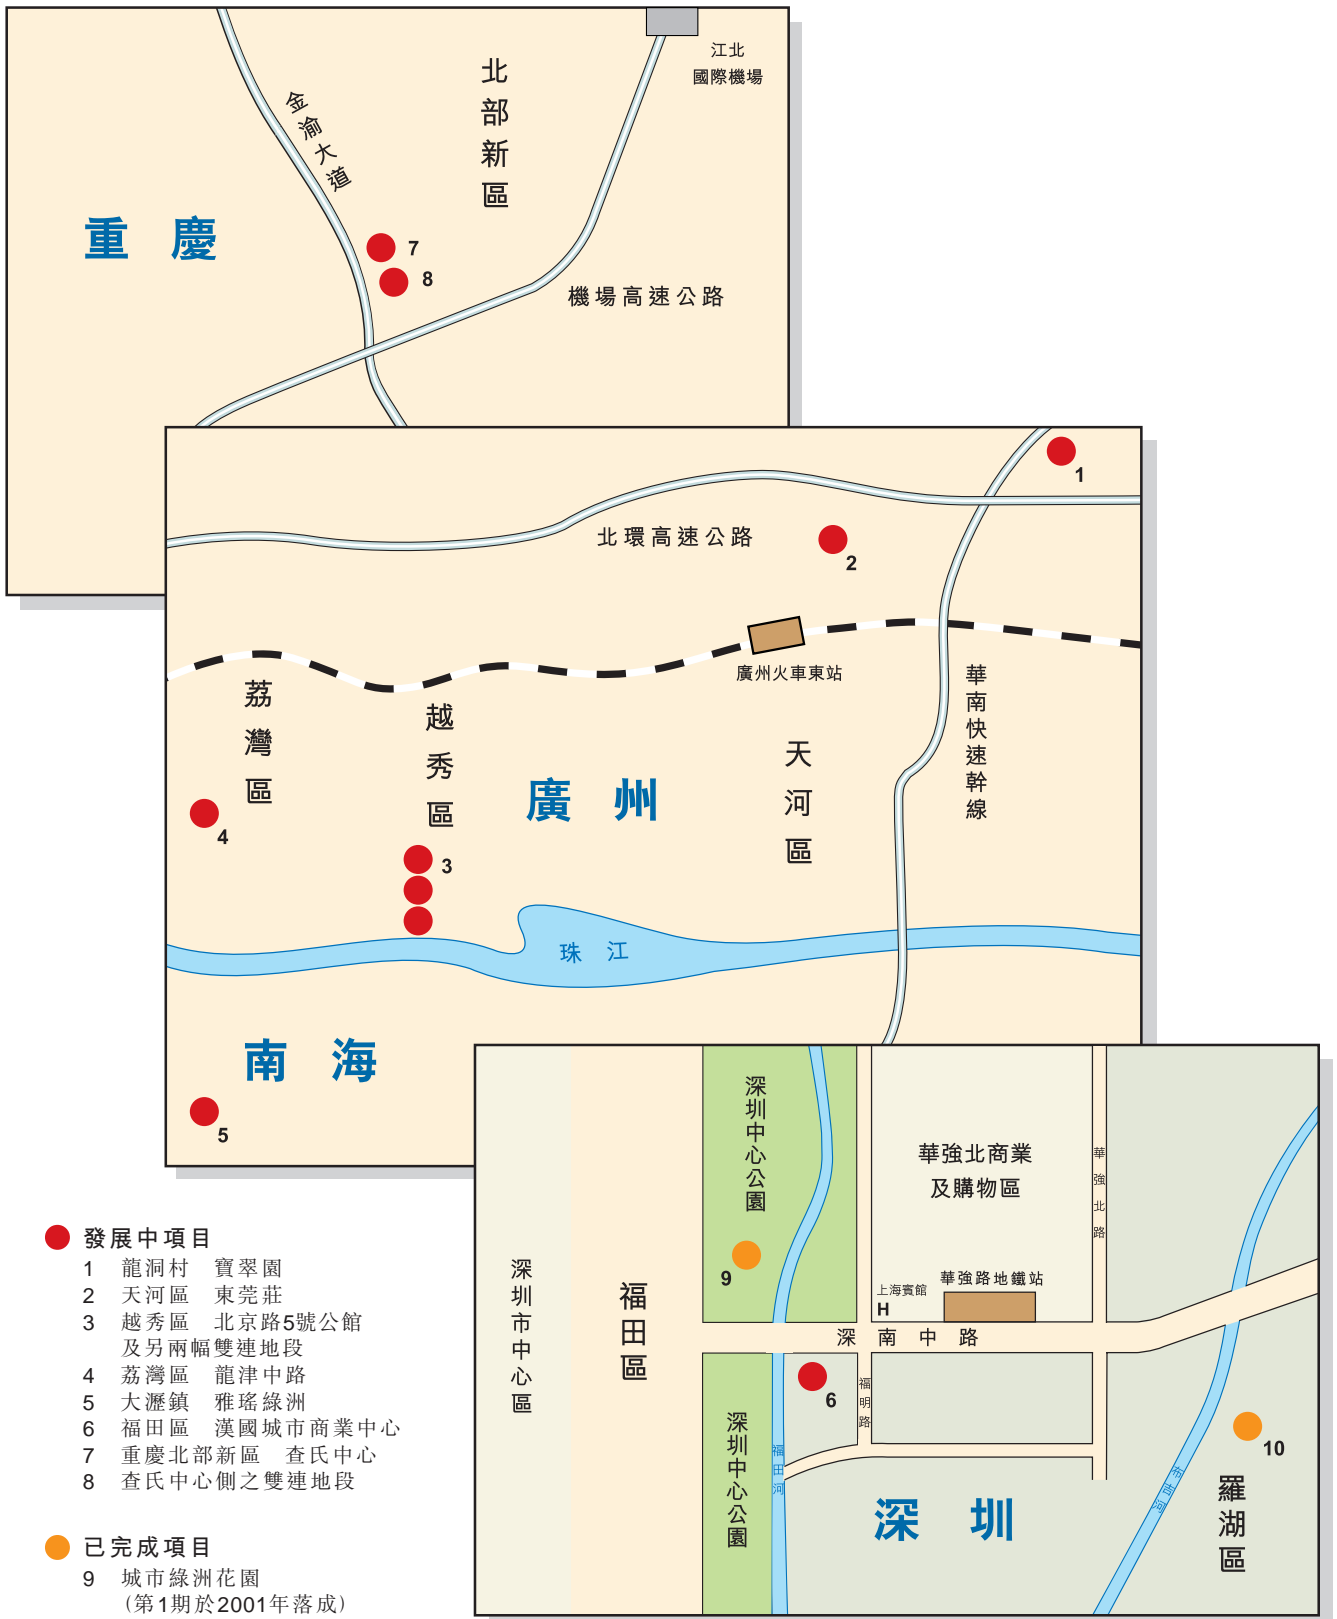 江北
國際機場
北部新區
金渝大道
重慶
7
8
機場高速公路
1
北環高速公路
2
廣州火車東站
華南快速幹線
荔灣區
越秀區
天河區
廣州
4
3
珠江
南海
5
深圳中心公園
華強北商業
及購物區
華強北路
深圳市中心區
福田區
9
上海賓館
H
華強路地鐵站
深南中路
6
福明路
深圳中心公園
福田河
10
布吉河
羅湖區
深圳
發展中項目
1 龍洞村 寶翠園
2 天河區 東莞莊
3 越秀區 北京路5號公館
及另兩幅雙連地段
4 荔灣區 龍津中路
5 大瀝鎮 雅瑤綠洲
6 福田區 漢國城市商業中心
7 重慶北部新區 查氏中心
8 查氏中心側之雙連地段
已完成項目
9 城市綠洲花園
(第1期於2001年落成)